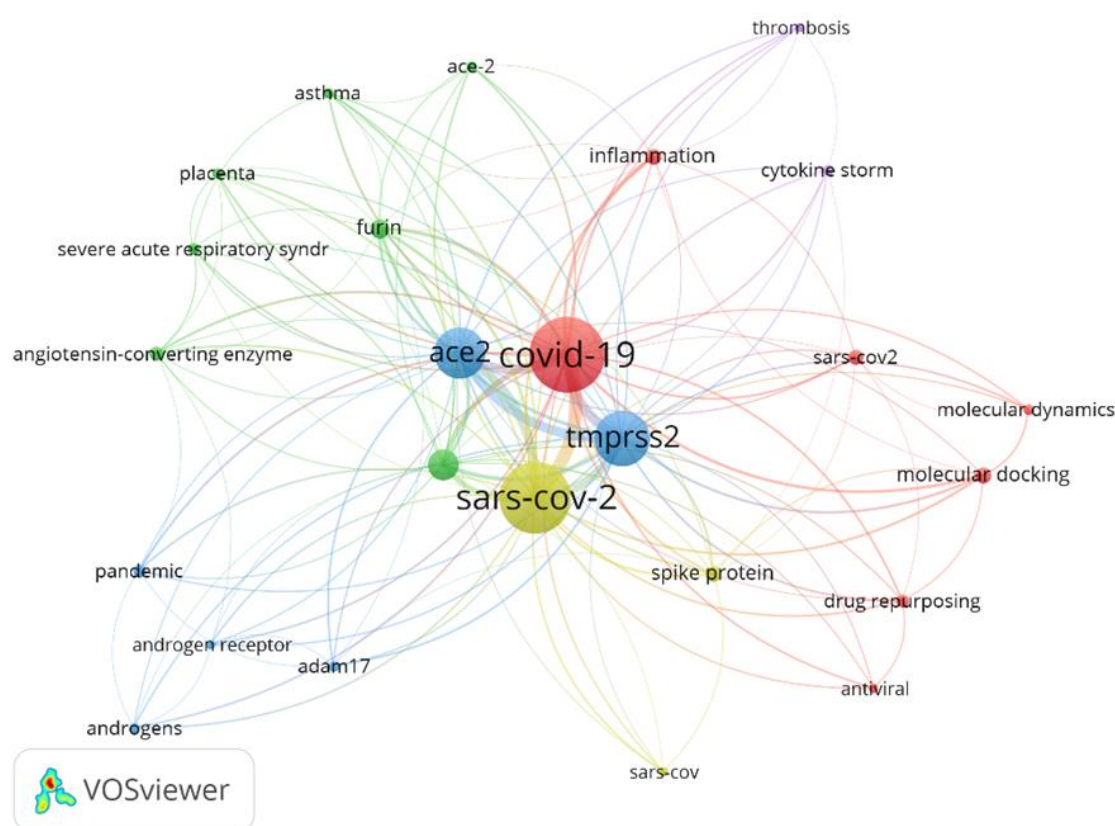 thrombosis
ace-2
asthma
inflammation
placenta
cytokine storm
furin
severe acute respiratory syndr
ace2
covid-19
angiotensin-converting enzyme
sars-cov2
molecular dynamics
tmprss2
molecular docking
sars-cov-2
pandemic
spike protein
drug repurposing
androgen receptor
adam17
antiviral
androgens
sars-cov
VOSviewer